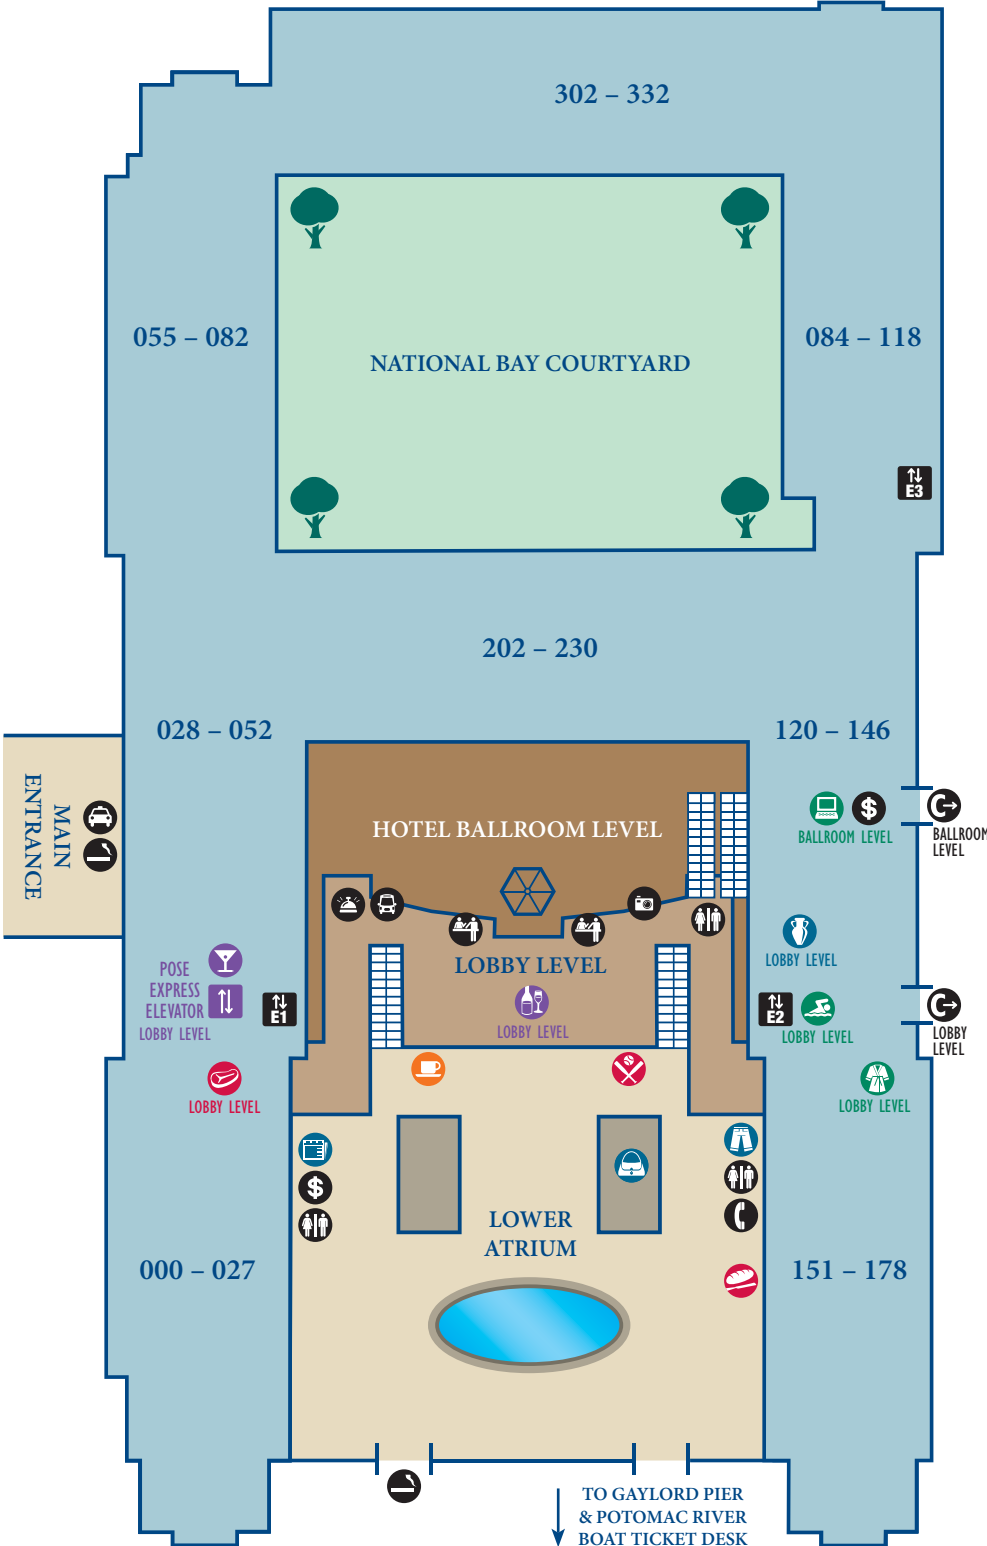 302 – 332
055 – 082
084 – 118
NATIONAL BAY COURTYARD
E3
202 – 230
028 – 052
120 – 146
MAIN
ENTRANCE
HOTEL BALLROOM LEVEL
$
BALLROOM LEVEL
BALLROOM
LEVEL
LOBBY LEVEL
LOBBY LEVEL
POSE
EXPRESS
ELEVATOR
LOBBY LEVEL
E1
LOBBY LEVEL
E2
LOBBY LEVEL
LOBBY
LEVEL
LOBBY LEVEL
LOBBY LEVEL
$
LOWER
ATRIUM
000 – 027
151 – 178
TO GAYLORD PIER
& POTOMAC RIVER
BOAT TICKET DESK